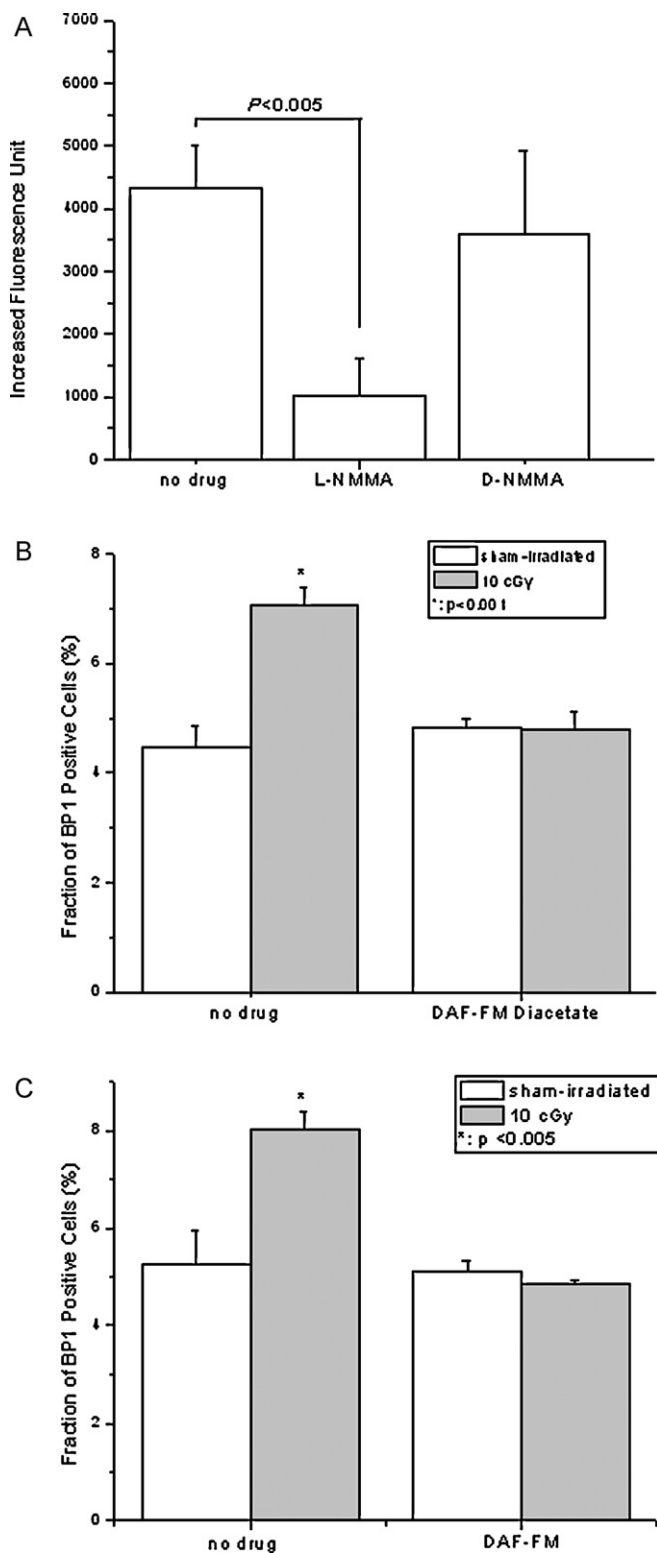 A
7000
6000
5000
4000
3000
2000
1000
0
Increased Fluorescence Unit
P<0.005
no drug
L-NMMA
D-NMMA
B
8
6
4
2
0
Fraction of BP1 Positive Cells (%)
*
sham-irradiated
10 cGy
*: p<0.001
no drug
DAF-FM Diacetate
C
8
6
4
2
0
Fraction of BP1 Positive Cells (%)
*
sham-irradiated
10 cGy
*: p <0.005
no drug
DAF-FM